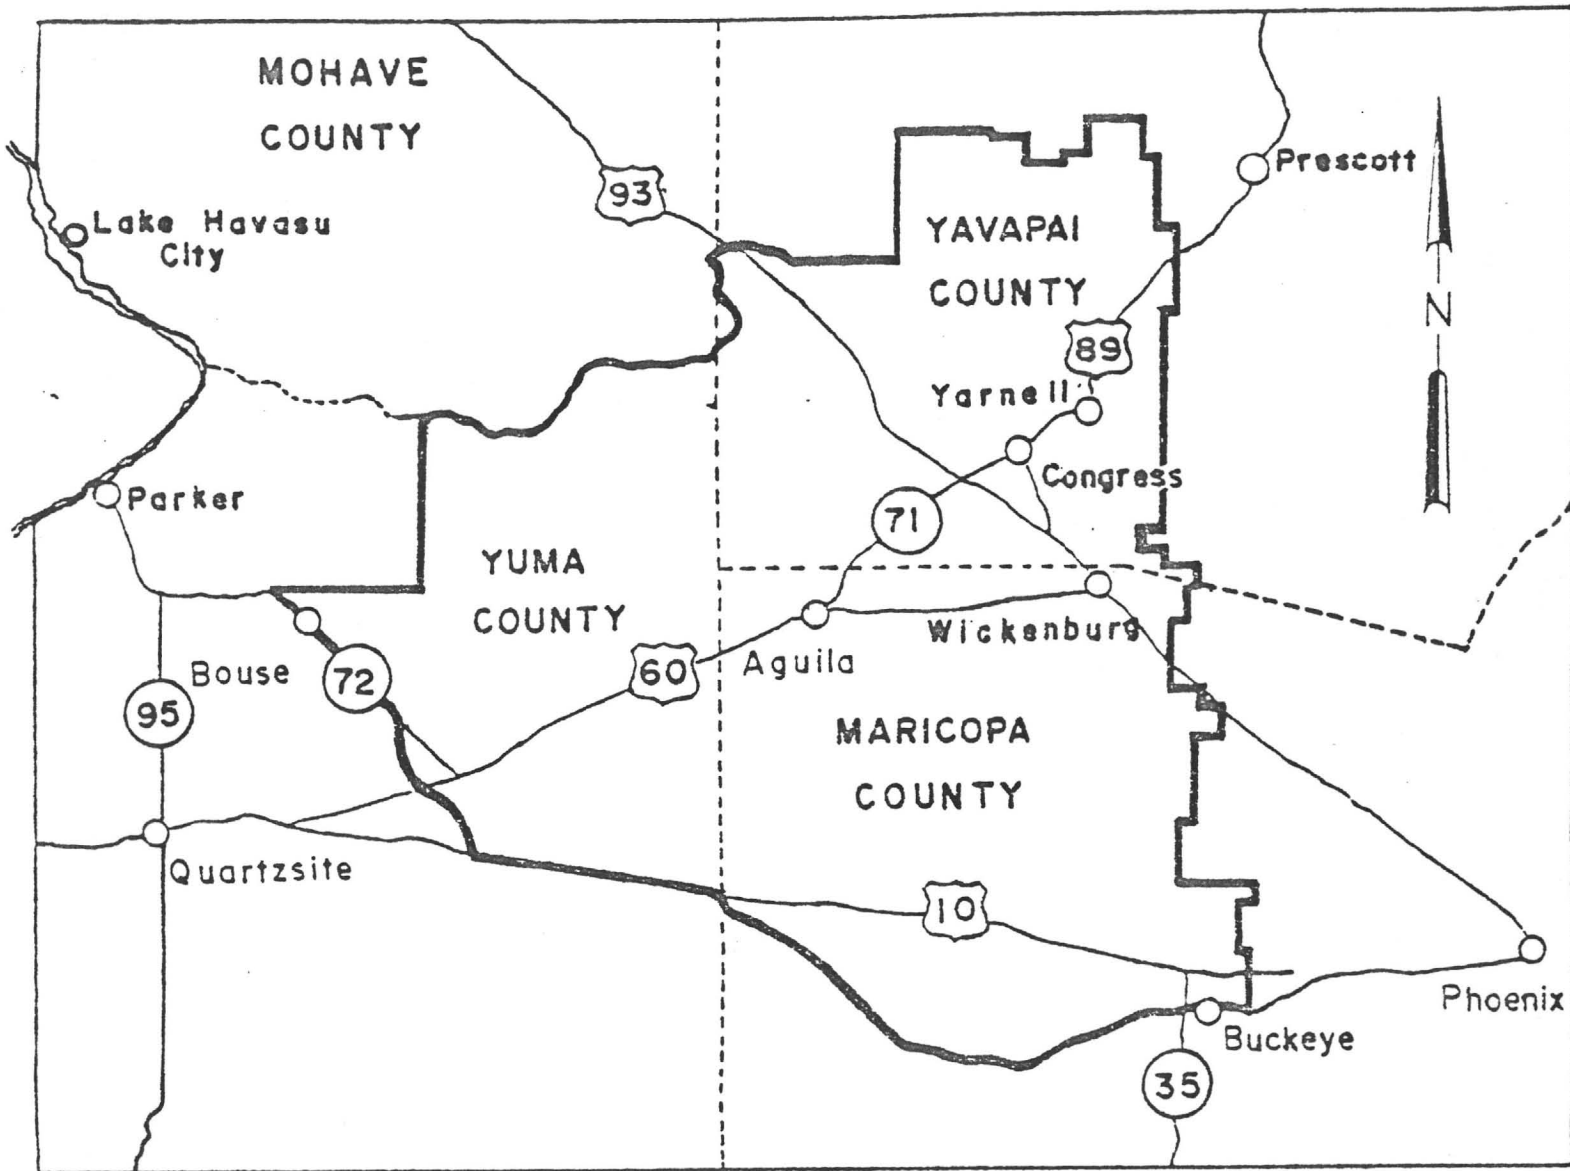 MOHAVE
COUNTY
93
Prescott
Lake Havasu
City
YAVAPAI
COUNTY
N
89
Yarnell
Congress
Parker
71
YUMA
COUNTY
Wickenburg
Aguila
60
Bouse
72
95
MARICOPA
COUNTY
Quartzsite
10
Phoenix
Buckeye
35